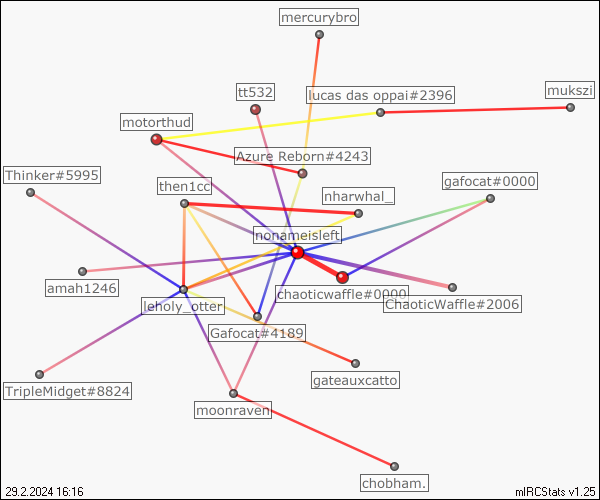 mercurybro
tt532
lucas das oppai#2396
mukszi
motorthud
Azure Reborn#4243
Thinker#5995
then1cc
nharwhal_
gafocat#0000
nonameisleft
amah1246
chaoticwaffle#0000
ChaoticWaffle#2006
leholy_otter
Gafocat#4189
TripleMidget#8824
gateauxcatto
moonraven
chobham.
29.2.2024 16:16
mIRCStats v1.25